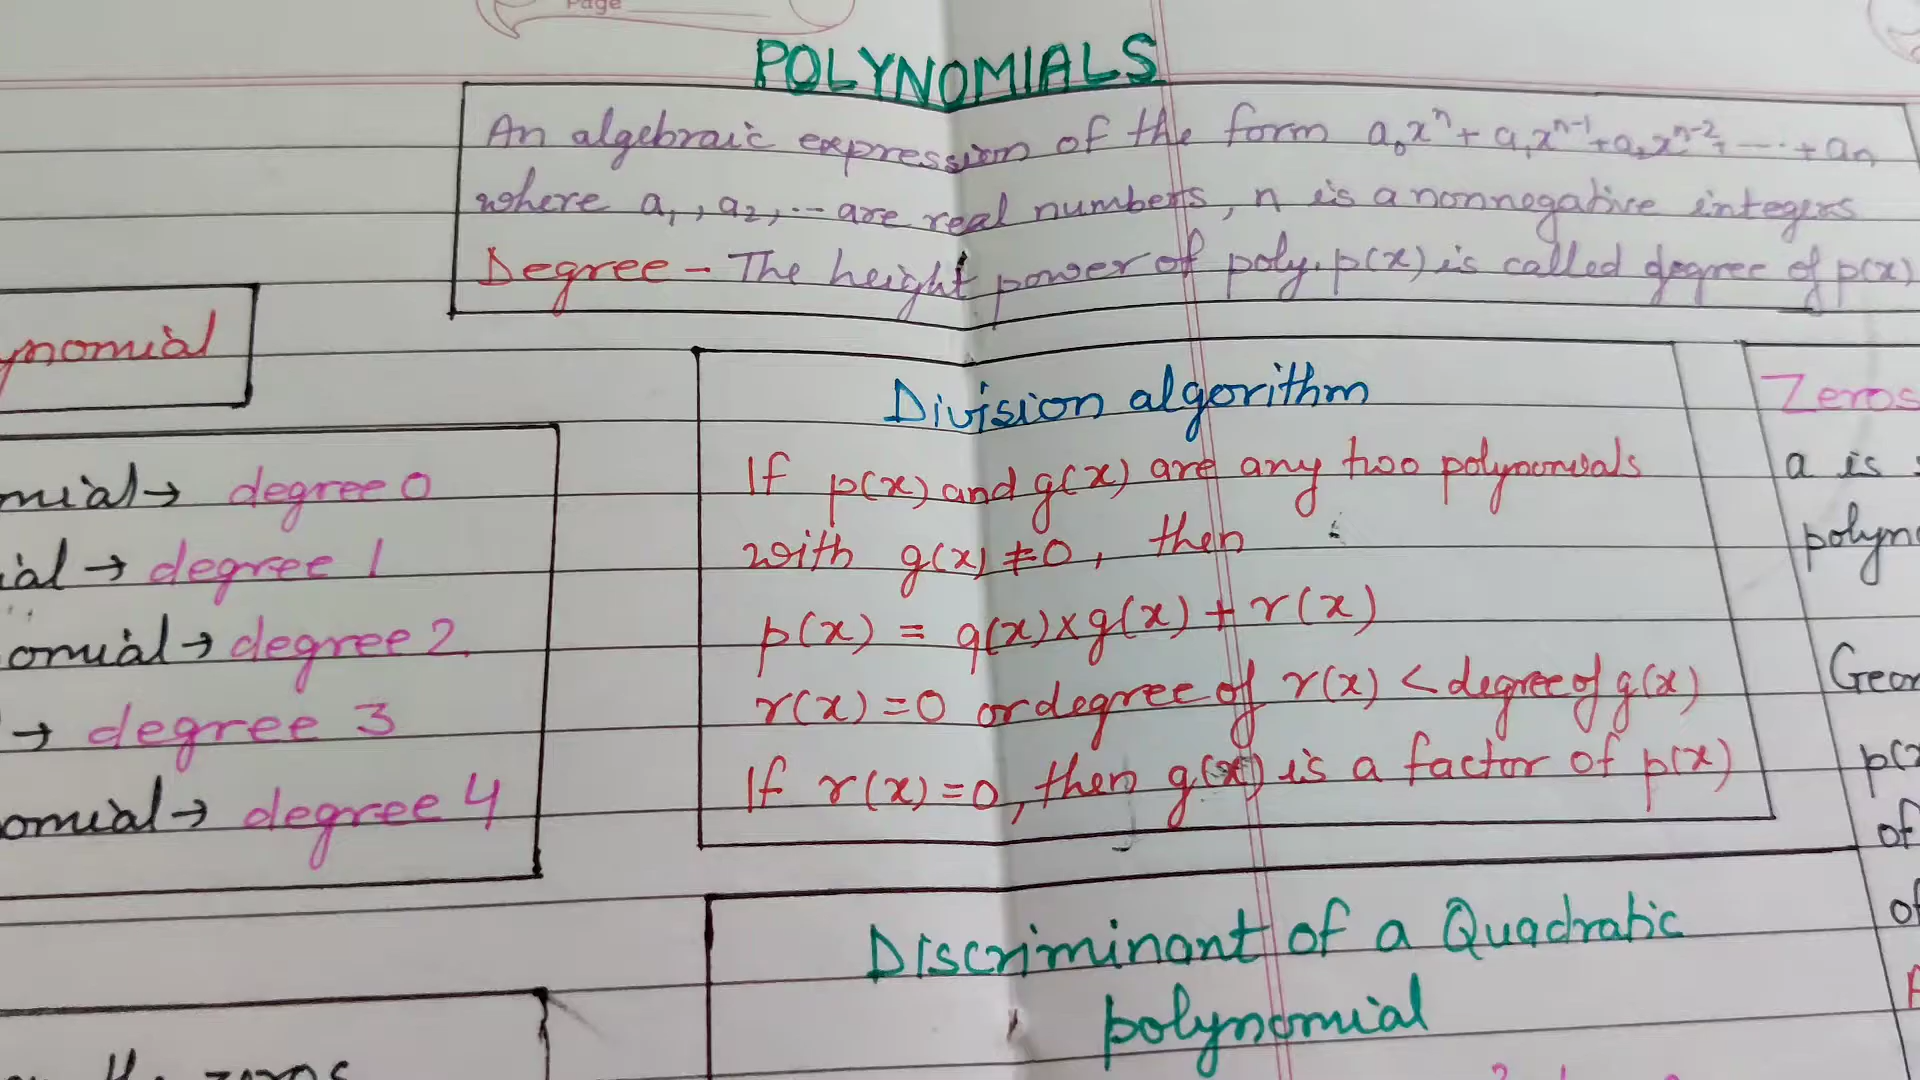 Page
POLYNOMIALS
An algebraic expression of the form a₀xⁿ + a₁xⁿ⁻¹ + a₂xⁿ⁻² + ---- + aₙ
where a₁, a₂, -- are real numbers, n is a nonnegative integers
Degree - The height power of poly. p(x) is called degree of p(x)
ynomial
mial → degree 0
ial → degree 1
omial → degree 2
→ degree 3
omial → degree 4
Division algorithm
If p(x) and g(x) are any two polynomials
with g(x) ≠ 0, then
p(x) = q(x) × g(x) + r(x)
r(x) = 0 or degree of r(x) < degree of g(x)
If r(x) = 0, then g(x) is a factor of p(x)
Zeros
a is
polyn
Geom
p(x
of
of
Discriminant of a Quadratic
polynomial
zeros